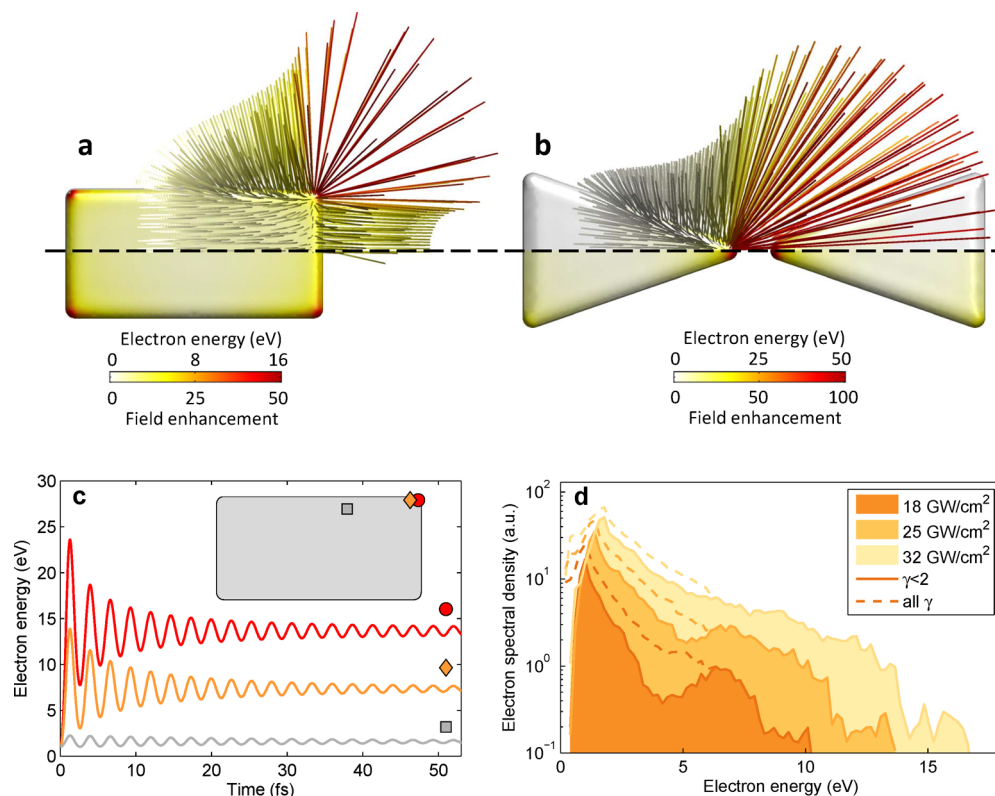 a
b
Electron energy (eV)
0 8 16
0 25 50
Field enhancement
Electron energy (eV)
0 25 50
0 50 100
Field enhancement
c
30
25
20
15
10
5
0
Electron energy (eV)
0 10 20 30 40 50
Time (fs)
d
10²
10¹
10⁰
10⁻¹
Electron spectral density (a.u.)
18 GW/cm²
25 GW/cm²
32 GW/cm²
γ<2
all γ
0 5 10 15
Electron energy (eV)